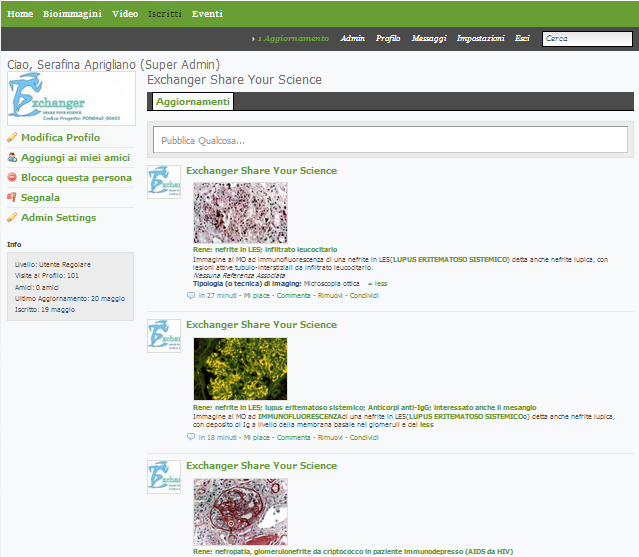 Home Bioimmagini Video Iscritti Eventi
1 Aggiornamento Admin Profilo Messaggi Impostazioni Esci Cerca
Ciao, Serafina Aprigliano (Super Admin)
Exchanger Share Your Science
Exchanger
SHARE YOUR SCIENCE
Codice Progetto: PON04a3_00433
Aggiornamenti
Modifica Profilo
Aggiungi ai miei amici
Blocca questa persona
Segnala
Admin Settings
Info
Livello: Utente Regolare
Visite al Profilo: 101
Amici: 0 amici
Ultimo Aggiornamento: 20 maggio
Iscritto: 19 maggio
Pubblica Qualcosa...
Exchanger Share Your Science
Rene: nefrite in LES; infiltrato leucocitario
Immagine al MO ad immunofluorescenza di una nefrite in LES(LUPUS ERITEMATOSO SISTEMICO) detta anche nefrite lupica, con
lesioni attive tubulo-interstiziali da infiltrato leucocitario.
Nessuna Referenza Associata
Tipologia (o tecnica) di imaging: Microscopia ottica less
in 27 minuti - Mi piace - Commenta - Rimuovi - Condividi
Exchanger Share Your Science
Rene: nefrite in LES; lupus eritematoso sistemico; Anticorpi anti-IgG; interessato anche il mesangio
Immagine al MO ad IMMUNOFLUORESCENZAdi una nefrite in LES(LUPUS ERITEMATOSO SISTEMICOo) detta anche nefrite lupica,
con deposito di Ig a livello della membrana basale nei glomeruli e del less
in 18 minuti - Mi piace - Commenta - Rimuovi - Condividi
Exchanger Share Your Science
Rene: nefropatia, glomerulonefrite da criptococco in paziente immunodepresso (AIDS da HIV)